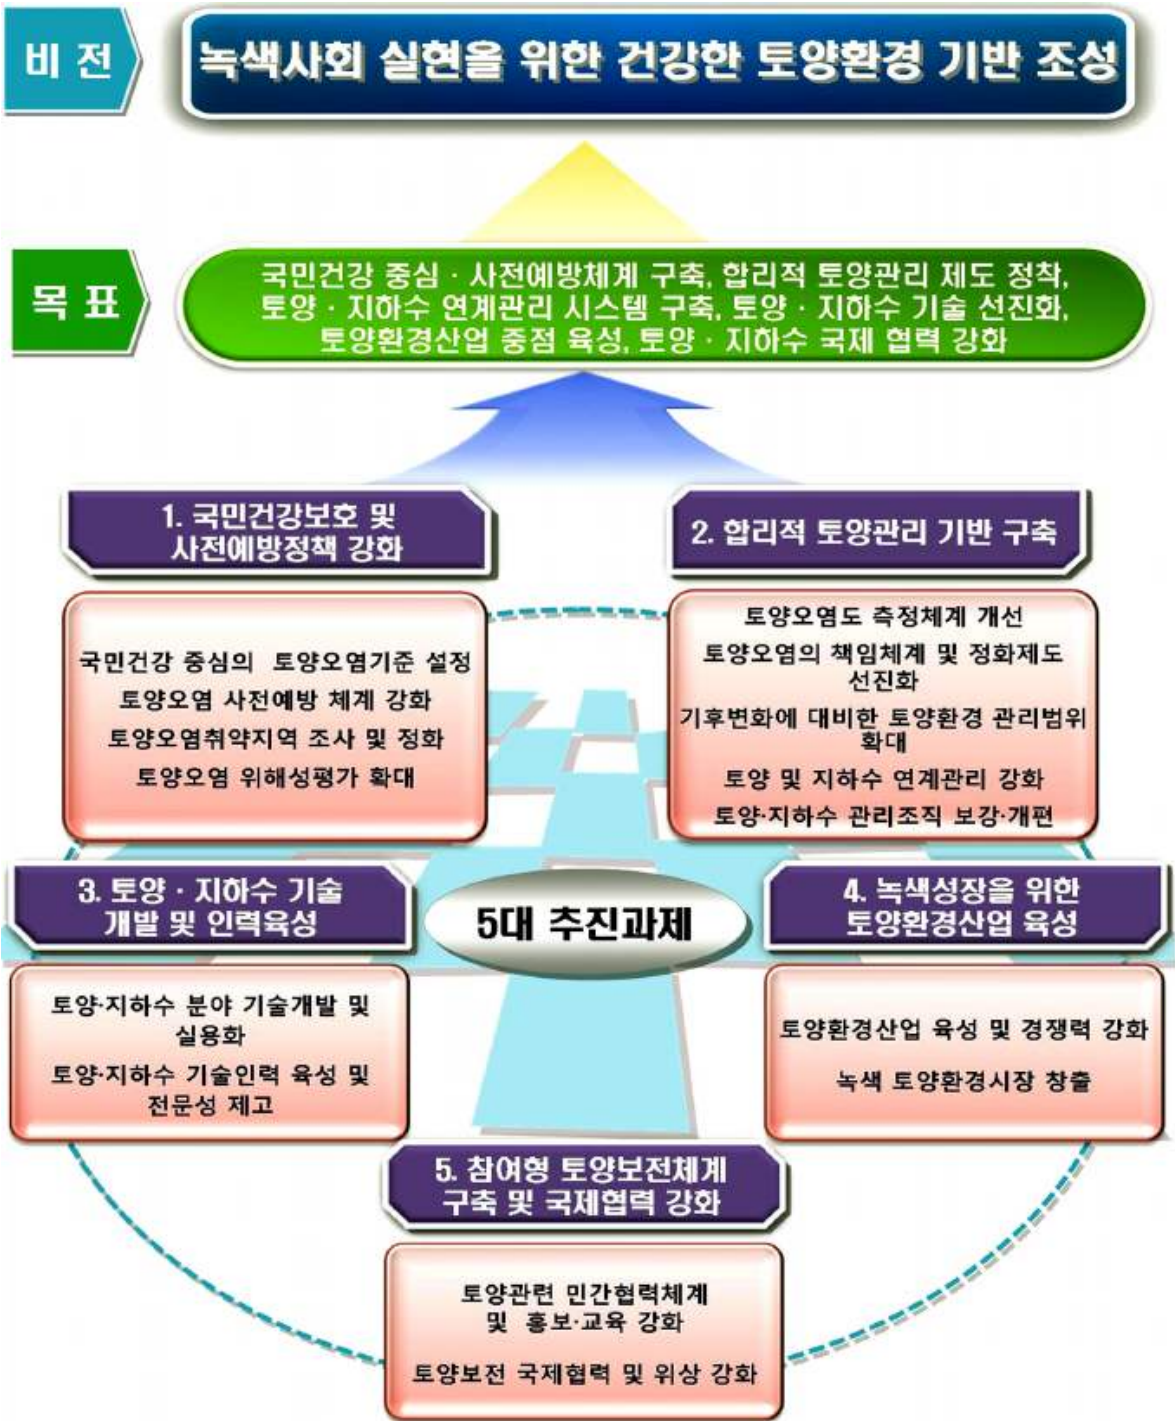 비 전
녹색사회 실현을 위한 건강한 토양환경 기반 조성
목 표
국민건강 중심 · 사전예방체계 구축, 합리적 토양관리 제도 정착,
토양 · 지하수 연계관리 시스템 구축, 토양 · 지하수 기술 선진화,
토양환경산업 중점 육성, 토양 · 지하수 국제 협력 강화
1. 국민건강보호 및
사전예방정책 강화
국민건강 중심의 토양오염기준 설정
토양오염 사전예방 체계 강화
토양오염취약지역 조사 및 정화
토양오염 위해성평가 확대
2. 합리적 토양관리 기반 구축
토양오염도 측정체계 개선
토양오염의 책임체계 및 정화제도
선진화
기후변화에 대비한 토양환경 관리범위
확대
토양 및 지하수 연계관리 강화
토양·지하수 관리조직 보강·개편
5대 추진과제
3. 토양 · 지하수 기술
개발 및 인력육성
토양·지하수 분야 기술개발 및
실용화
토양·지하수 기술인력 육성 및
전문성 제고
4. 녹색성장을 위한
토양환경산업 육성
토양환경산업 육성 및 경쟁력 강화
녹색 토양환경시장 창출
5. 참여형 토양보전체계
구축 및 국제협력 강화
토양관련 민간협력체계
및 홍보·교육 강화
토양보전 국제협력 및 위상 강화